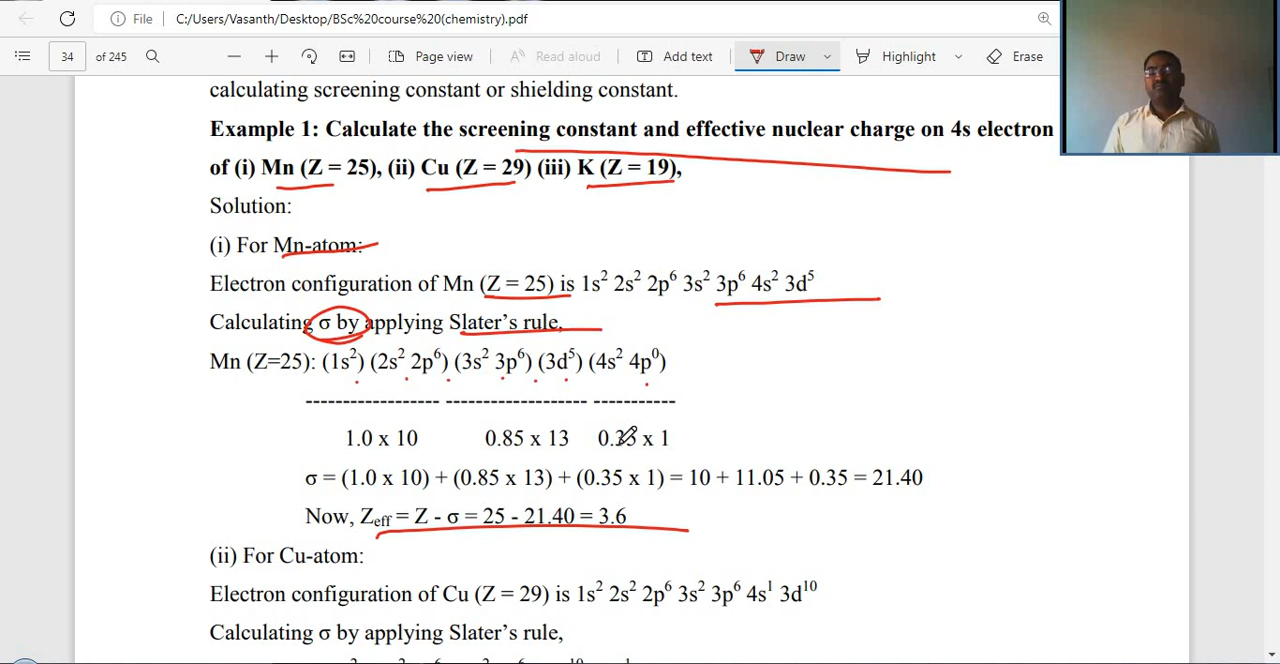 File C:/Users/Vasanth/Desktop/BSc%20course%20(chemistry).pdf
34 of 245 Page view Read aloud Add text Draw Highlight Erase
calculating screening constant or shielding constant.
Example 1: Calculate the screening constant and effective nuclear charge on 4s electron
of (i) Mn (Z = 25), (ii) Cu (Z = 29) (iii) K (Z = 19),
Solution:
(i) For Mn-atom:
Electron configuration of Mn (Z = 25) is 1s² 2s² 2p⁶ 3s² 3p⁶ 4s² 3d⁵
Calculating σ by applying Slater's rule,
Mn (Z=25): (1s²) (2s² 2p⁶) (3s² 3p⁶) (3d⁵) (4s² 4p⁰)
----------------- ------------------ -----------
1.0 x 10 0.85 x 13 0.35 x 1
σ = (1.0 x 10) + (0.85 x 13) + (0.35 x 1) = 10 + 11.05 + 0.35 = 21.40
Now, Zeff = Z - σ = 25 - 21.40 = 3.6
(ii) For Cu-atom:
Electron configuration of Cu (Z = 29) is 1s² 2s² 2p⁶ 3s² 3p⁶ 4s¹ 3d¹⁰
Calculating σ by applying Slater's rule,